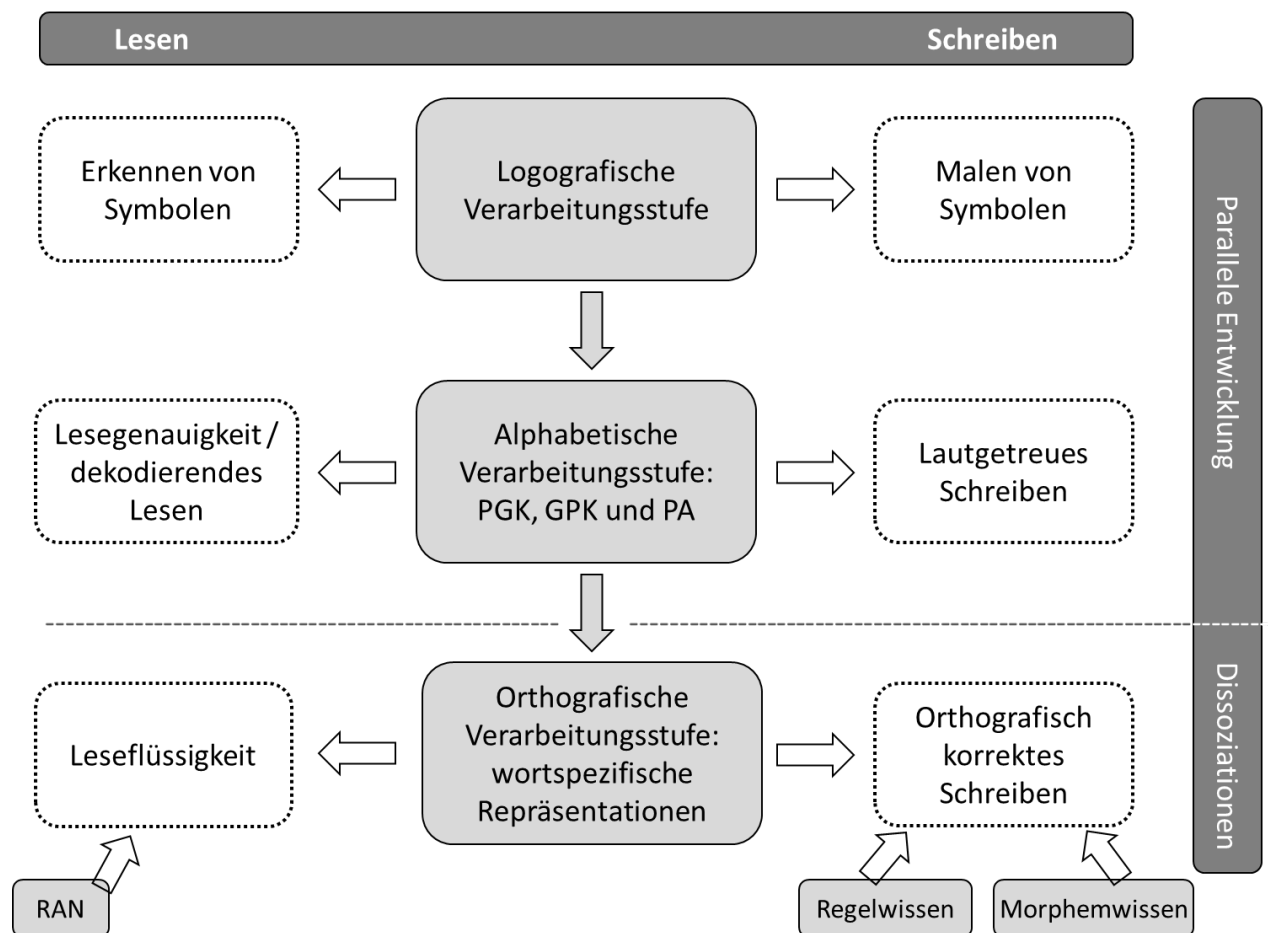 Lesen
Schreiben
Erkennen von
Symbolen
Logografische
Verarbeitungsstufe
Malen von
Symbolen
Parallele Entwicklung
Lesegenauigkeit /
dekodierendes
Lesen
Alphabetische
Verarbeitungsstufe:
PGK, GPK und PA
Lautgetreues
Schreiben
Leseflüssigkeit
Orthografische
Verarbeitungsstufe:
wortspezifische
Repräsentationen
Orthografisch
korrektes
Schreiben
Dissoziationen
RAN
Regelwissen
Morphemwissen